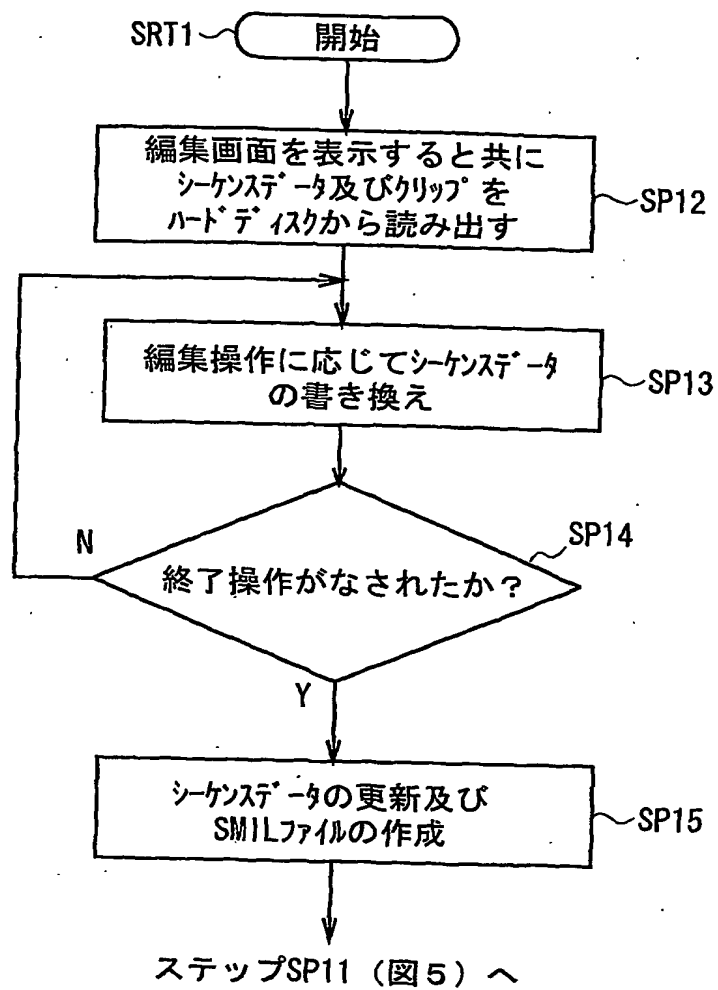 SRT1
開始
編集画面を表示すると共に
ｼｰｹﾝｽﾃﾞｰﾀ及びｸﾘｯﾌﾟを
ﾊｰﾄﾞﾃﾞｨｽｸから読み出す
SP12
編集操作に応じてｼｰｹﾝｽﾃﾞｰﾀ
の書き換え
SP13
N
SP14
終了操作がなされたか？
Y
ｼｰｹﾝｽﾃﾞｰﾀの更新及び
SMILﾌｧｲﾙの作成
SP15
ステップSP11（図５）へ